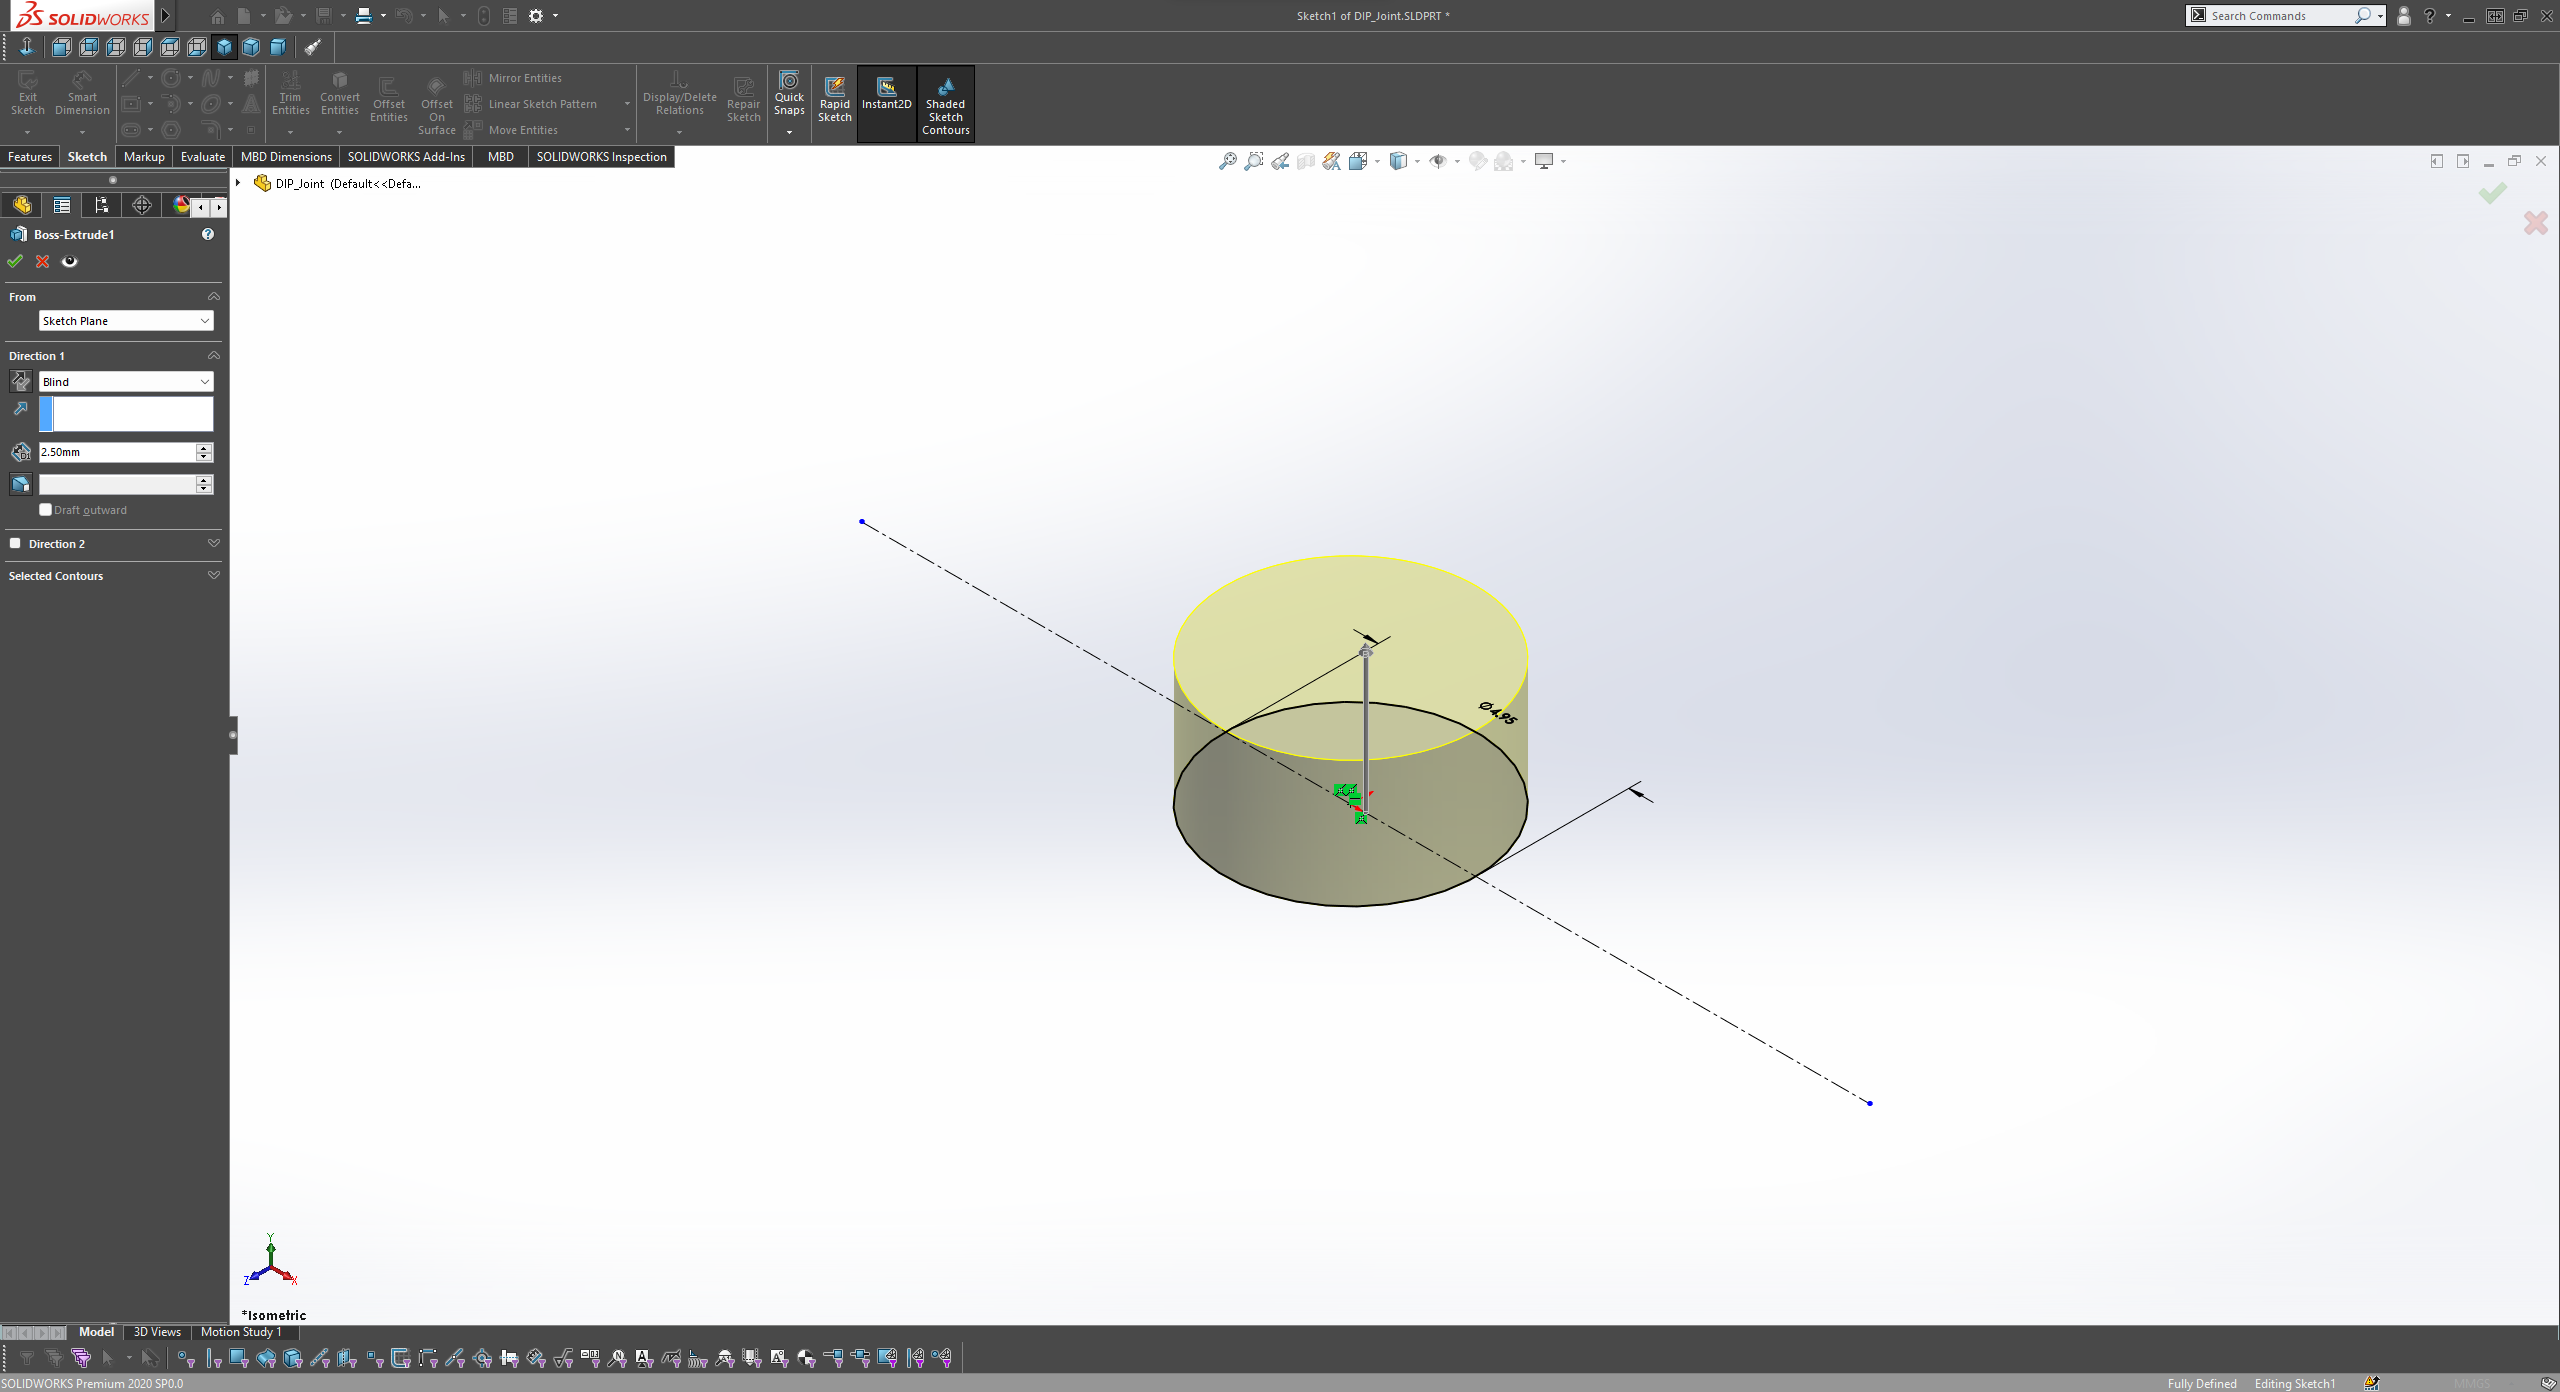 SOLIDWORKS
Sketch1 of DIP_Joint.SLDPRT *
Search Commands
Exit Sketch
Smart Dimension
Trim Entities
Convert Entities
Offset Entities
Offset On Surface
Mirror Entities
Linear Sketch Pattern
Move Entities
Display/Delete Relations
Repair Sketch
Quick Snaps
Rapid Sketch
Instant2D
Shaded Sketch Contours
Features
Sketch
Markup
Evaluate
MBD Dimensions
SOLIDWORKS Add-Ins
MBD
SOLIDWORKS Inspection
DIP_Joint (Default<<Defa...
Boss-Extrude1
From
Sketch Plane
Direction 1
Blind
2.50mm
Draft outward
Direction 2
Selected Contours
Ø4.95
Y
Z
X
*Isometric
Model
3D Views
Motion Study 1
SOLIDWORKS Premium 2020 SP0.0
Fully Defined
Editing Sketch1
MMGS